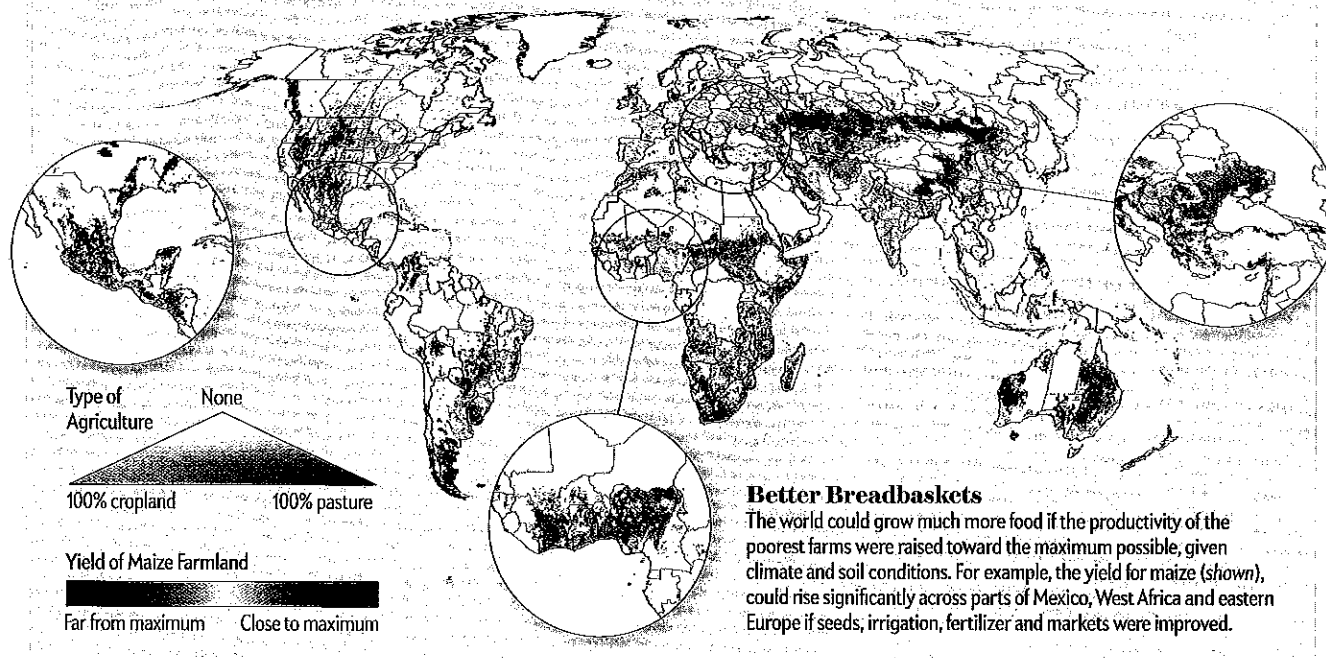 Type of
Agriculture
None
100% cropland
100% pasture
Yield of Maize Farmland
Far from maximum
Close to maximum
Better Breadbaskets
The world could grow much more food if the productivity of the
poorest farms were raised toward the maximum possible, given
climate and soil conditions. For example, the yield for maize (shown),
could rise significantly across parts of Mexico, West Africa and eastern
Europe if seeds, irrigation, fertilizer and markets were improved.